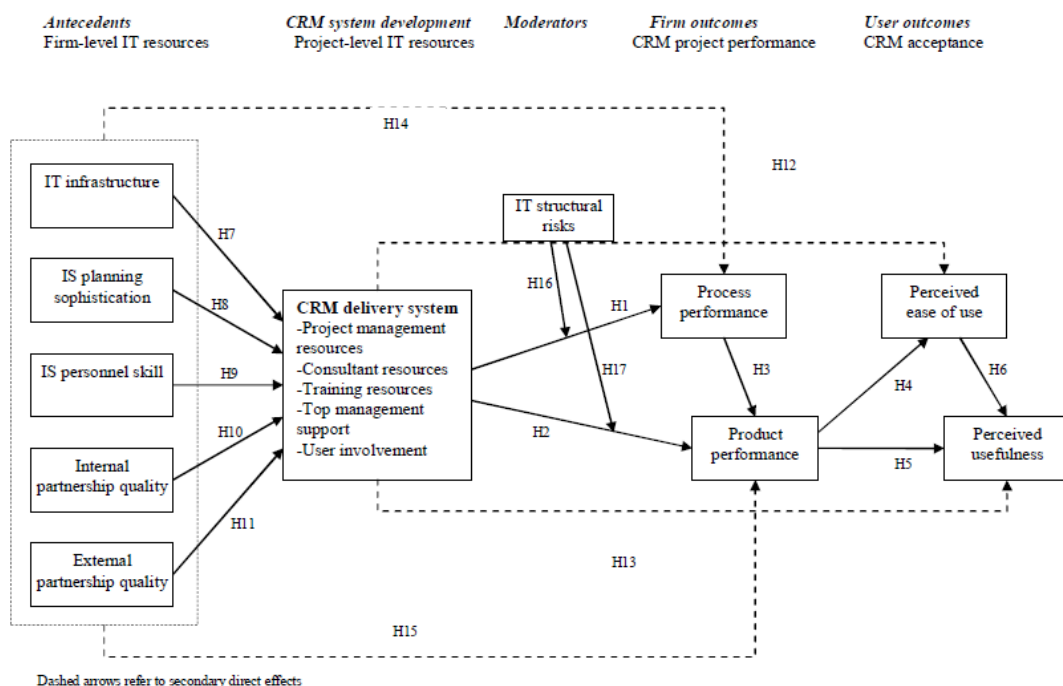 Antecedents
Firm-level IT resources
CRM system development
Project-level IT resources
Moderators
Firm outcomes
CRM project performance
User outcomes
CRM acceptance
H14
H12
IT infrastructure
H7
IT structural
risks
IS planning
sophistication
H8
H16
H1
Process
performance
Perceived
ease of use
CRM delivery system
-Project management
resources
-Consultant resources
-Training resources
-Top management
support
-User involvement
IS personnel skill
H9
H17
H3
H4
H6
H10
H2
Internal
partnership quality
Product
performance
H5
Perceived
usefulness
H11
External
partnership quality
H13
H15
Dashed arrows refer to secondary direct effects